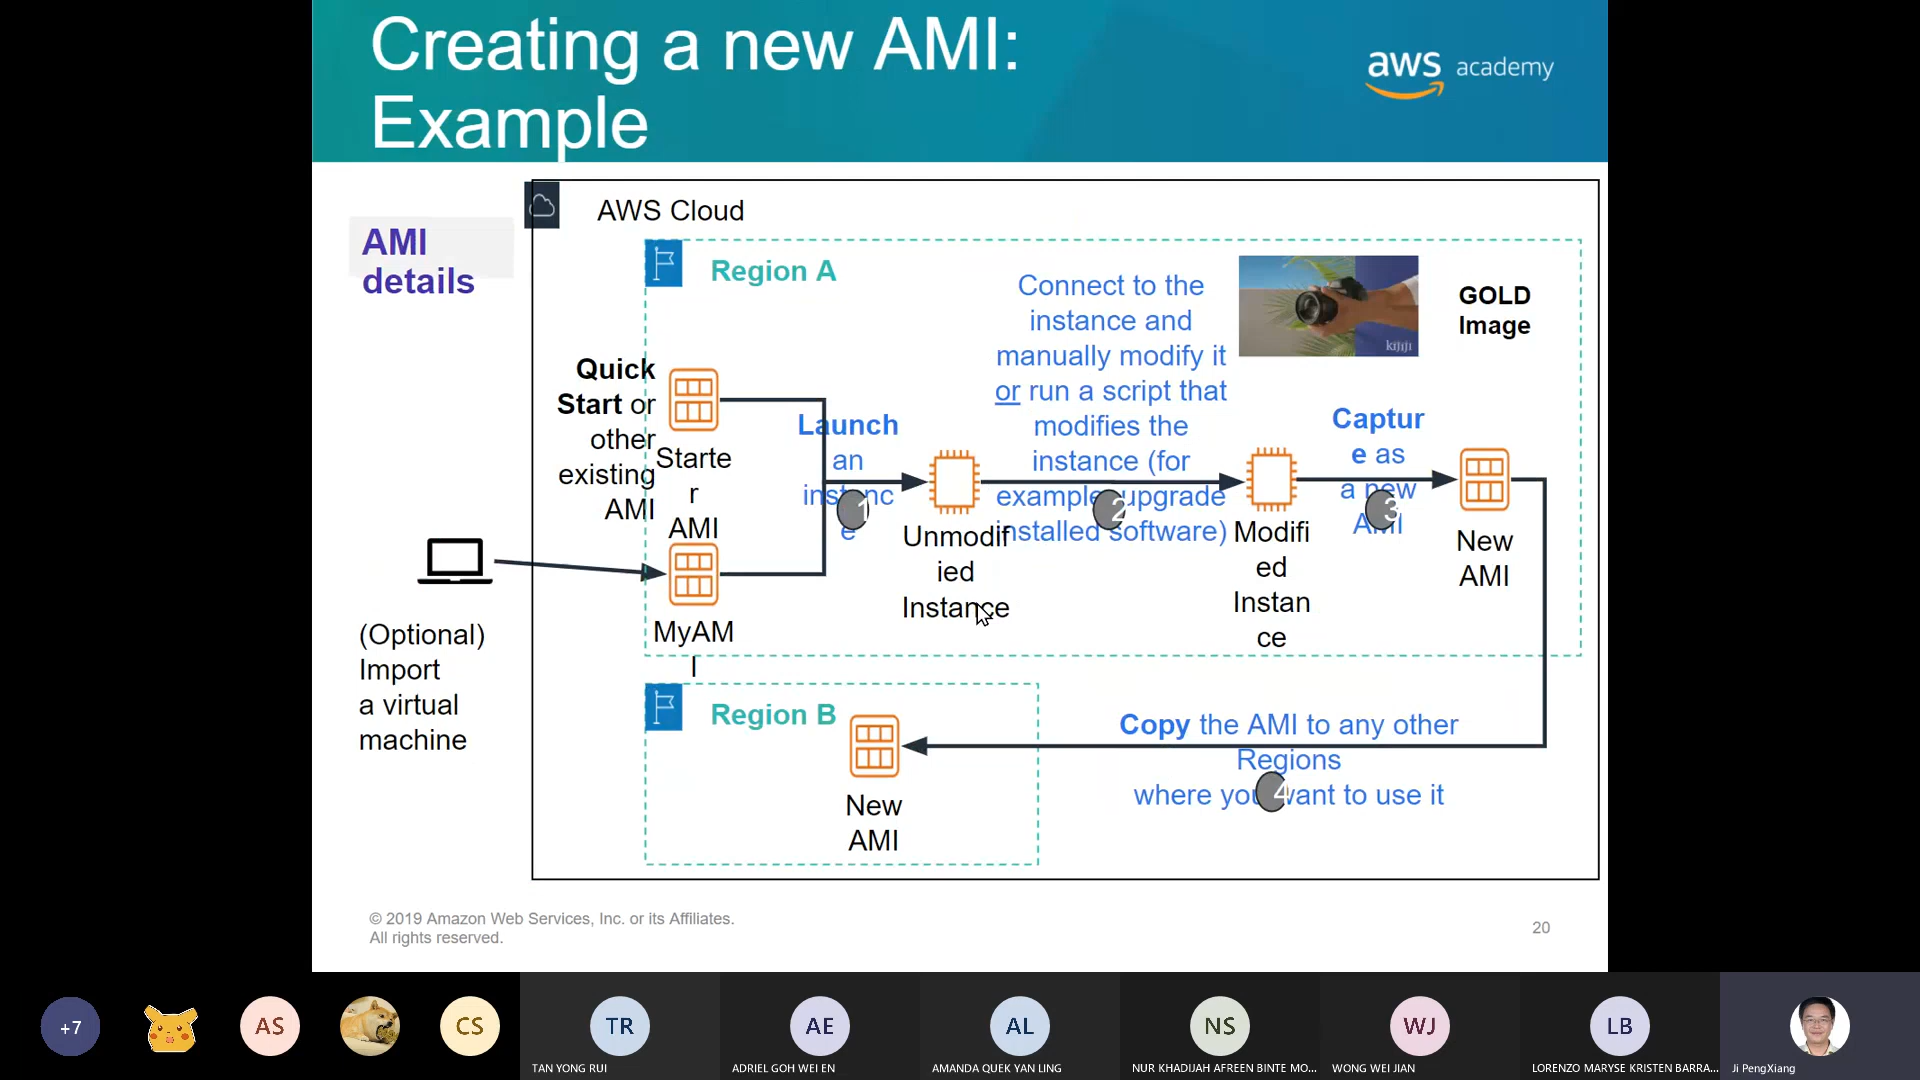 Creating a new AMI:
Example
aws academy
AMI
details
AWS Cloud
Region A
Quick
Start or
other
existing
AMI
Starte
r
AMI
MyAM
I
(Optional)
Import
a virtual
machine
Launch
an
instanc
e
1
Unmodif
ied
Instance
Connect to the
instance and
manually modify it
or run a script that
modifies the
instance (for
example, upgrade
installed software)
2
kijiji
GOLD
Image
Modifi
ed
Instan
ce
Captur
e as
a new
AMI
3
New
AMI
Region B
New
AMI
Copy the AMI to any other
Regions
where you want to use it
4
© 2019 Amazon Web Services, Inc. or its Affiliates.
All rights reserved.
20
+7
AS
CS
TR
TAN YONG RUI
AE
ADRIEL GOH WEI EN
AL
AMANDA QUEK YAN LING
NS
NUR KHADIJAH AFREEN BINTE MO...
WJ
WONG WEI JIAN
LB
LORENZO MARYSE KRISTEN BARRA...
Ji PengXiang